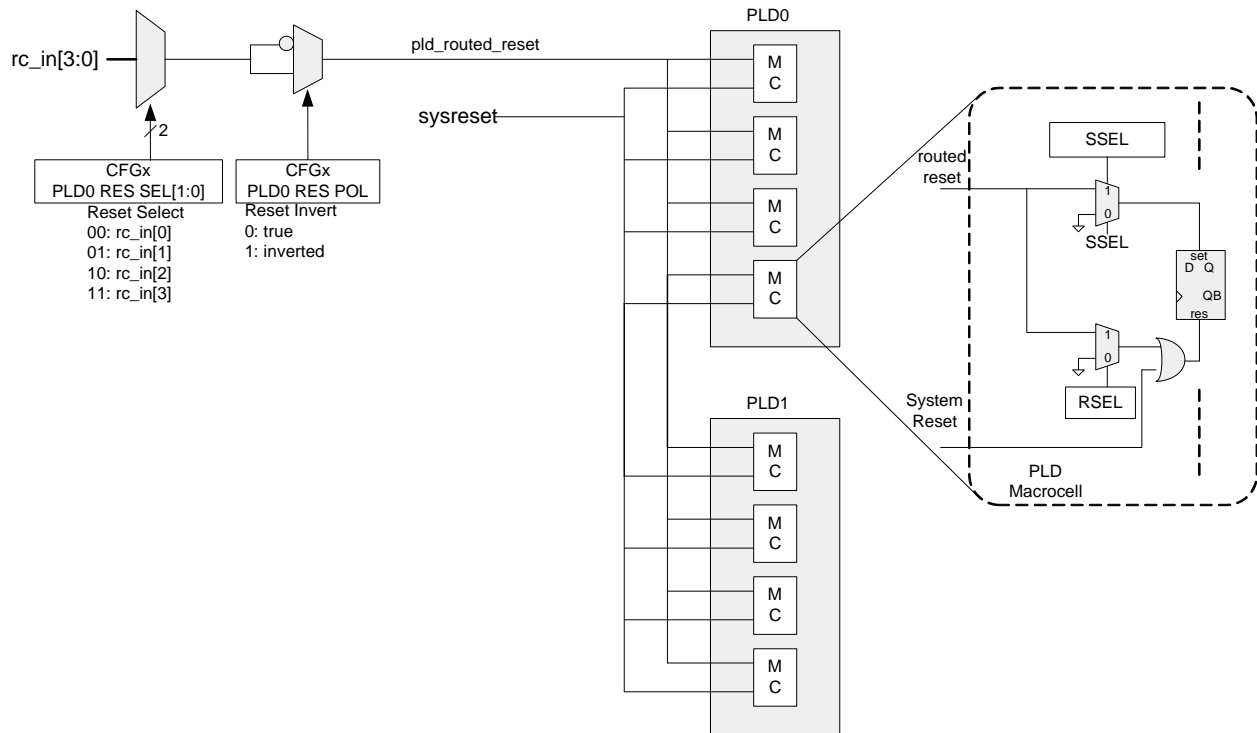 PLD0
rc_in[3:0]
pld_routed_reset
sysreset
2
CFGx
PLD0 RES SEL[1:0]
Reset Select
00: rc_in[0]
01: rc_in[1]
10: rc_in[2]
11: rc_in[3]
CFGx
PLD0 RES POL
Reset Invert
0: true
1: inverted
M
C
M
C
M
C
M
C
PLD1
M
C
M
C
M
C
M
C
routed
reset
SSEL
1
0
SSEL
set
D Q
QB
res
1
0
RSEL
System
Reset
PLD
Macrocell